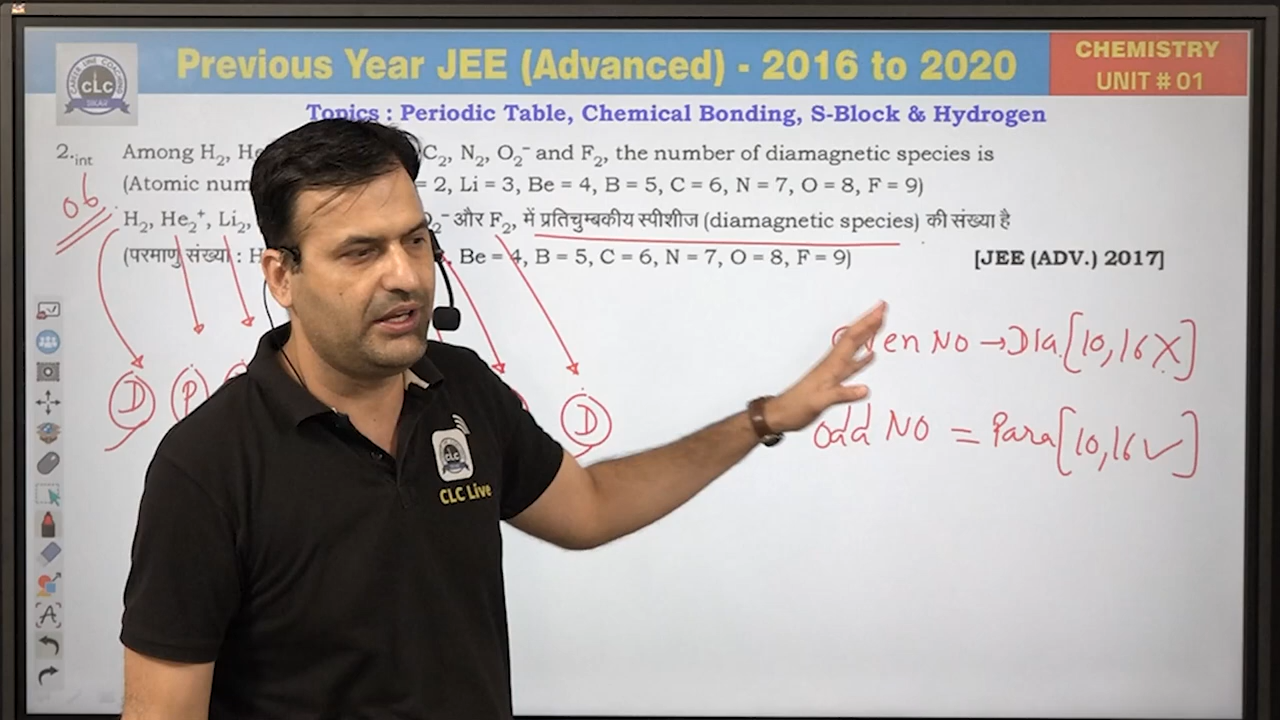 Previous Year JEE (Advanced) - 2016 to 2020
CHEMISTRY
UNIT # 01
CLC
SIKAR
Topics : Periodic Table, Chemical Bonding, S-Block & Hydrogen
2.int Among H₂, He C₂, N₂, O₂⁻ and F₂, the number of diamagnetic species is
(Atomic num = 2, Li = 3, Be = 4, B = 5, C = 6, N = 7, O = 8, F = 9)
06
H₂, He₂⁺, Li₂, O₂⁻ और F₂, में प्रतिचुम्बकीय स्पीशीज (diamagnetic species) की संख्या है
(परमाणु संख्या : H Be = 4, B = 5, C = 6, N = 7, O = 8, F = 9)
[JEE (ADV.) 2017]
No → Dia [10,16 X]
D P D
Odd No = Para [10,16 ✓]
CLC
CLC Live